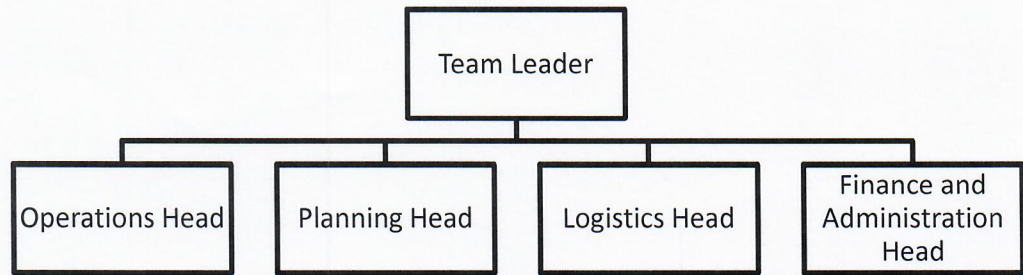 Team Leader
Operations Head
Planning Head
Logistics Head
Finance and
Administration
Head